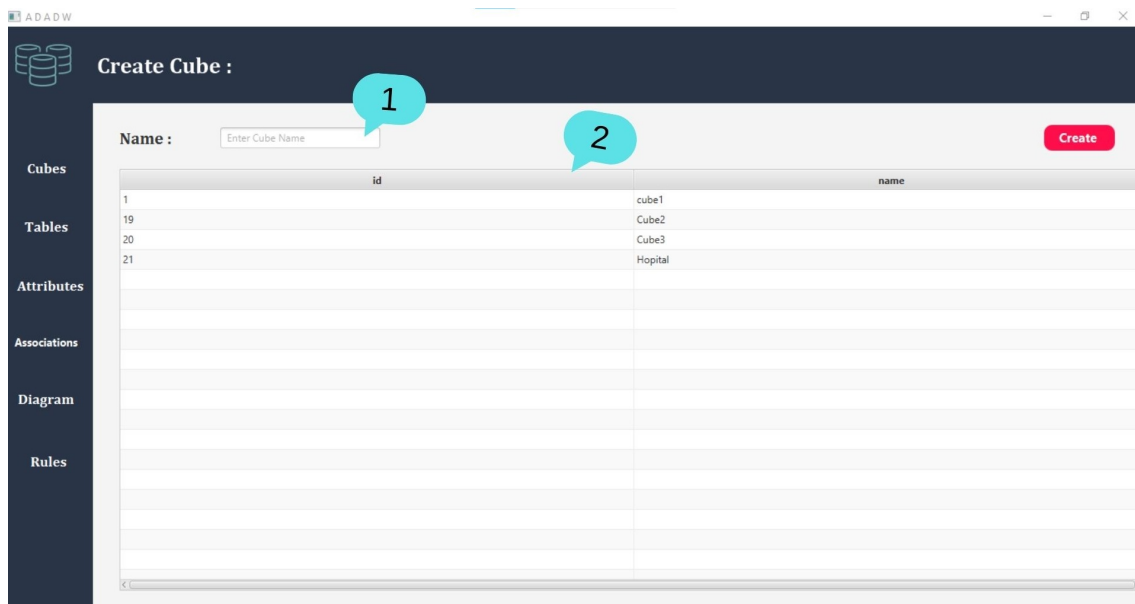 ADADW
Create Cube :
1
Name :
Enter Cube Name
2
Create
Cubes
Tables
Attributes
Associations
Diagram
Rules
id name
1 cube1
19 Cube2
20 Cube3
21 Hopital